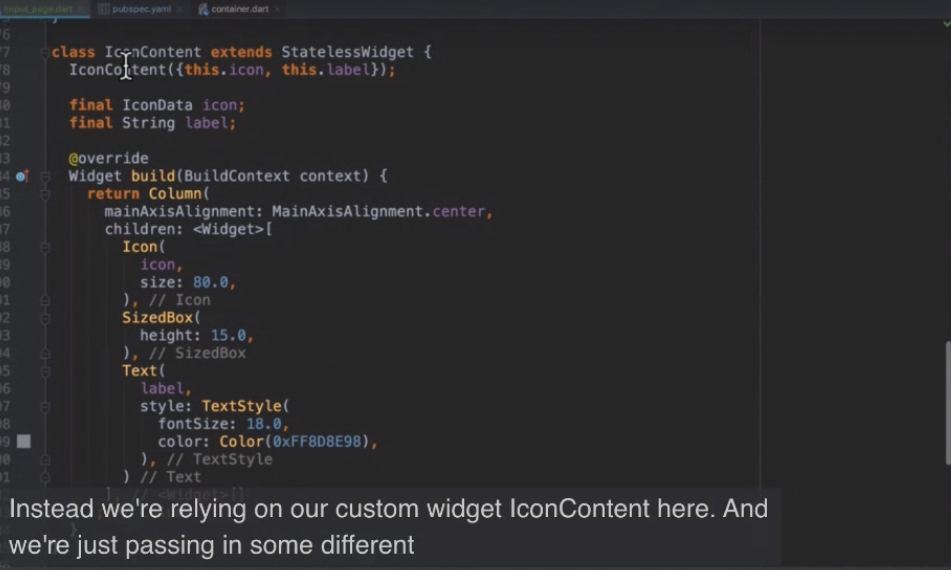 input_page.dart × pubspec.yaml × container.dart ×
76
77 class IconContent extends StatelessWidget {
78 IconContent({this.icon, this.label});
79
80 final IconData icon;
81 final String label;
82
83 @override
84 Widget build(BuildContext context) {
85 return Column(
86 mainAxisAlignment: MainAxisAlignment.center,
87 children: <Widget>[
88 Icon(
89 icon,
90 size: 80.0,
91 ), // Icon
92 SizedBox(
93 height: 15.0,
94 ), // SizedBox
95 Text(
96 label,
97 style: TextStyle(
98 fontSize: 18.0,
99 color: Color(0xFF8D8E98),
00 ), // TextStyle
01 ) // Text
], // <Widget>[]
Instead we're relying on our custom widget IconContent here. And
we're just passing in some different
}